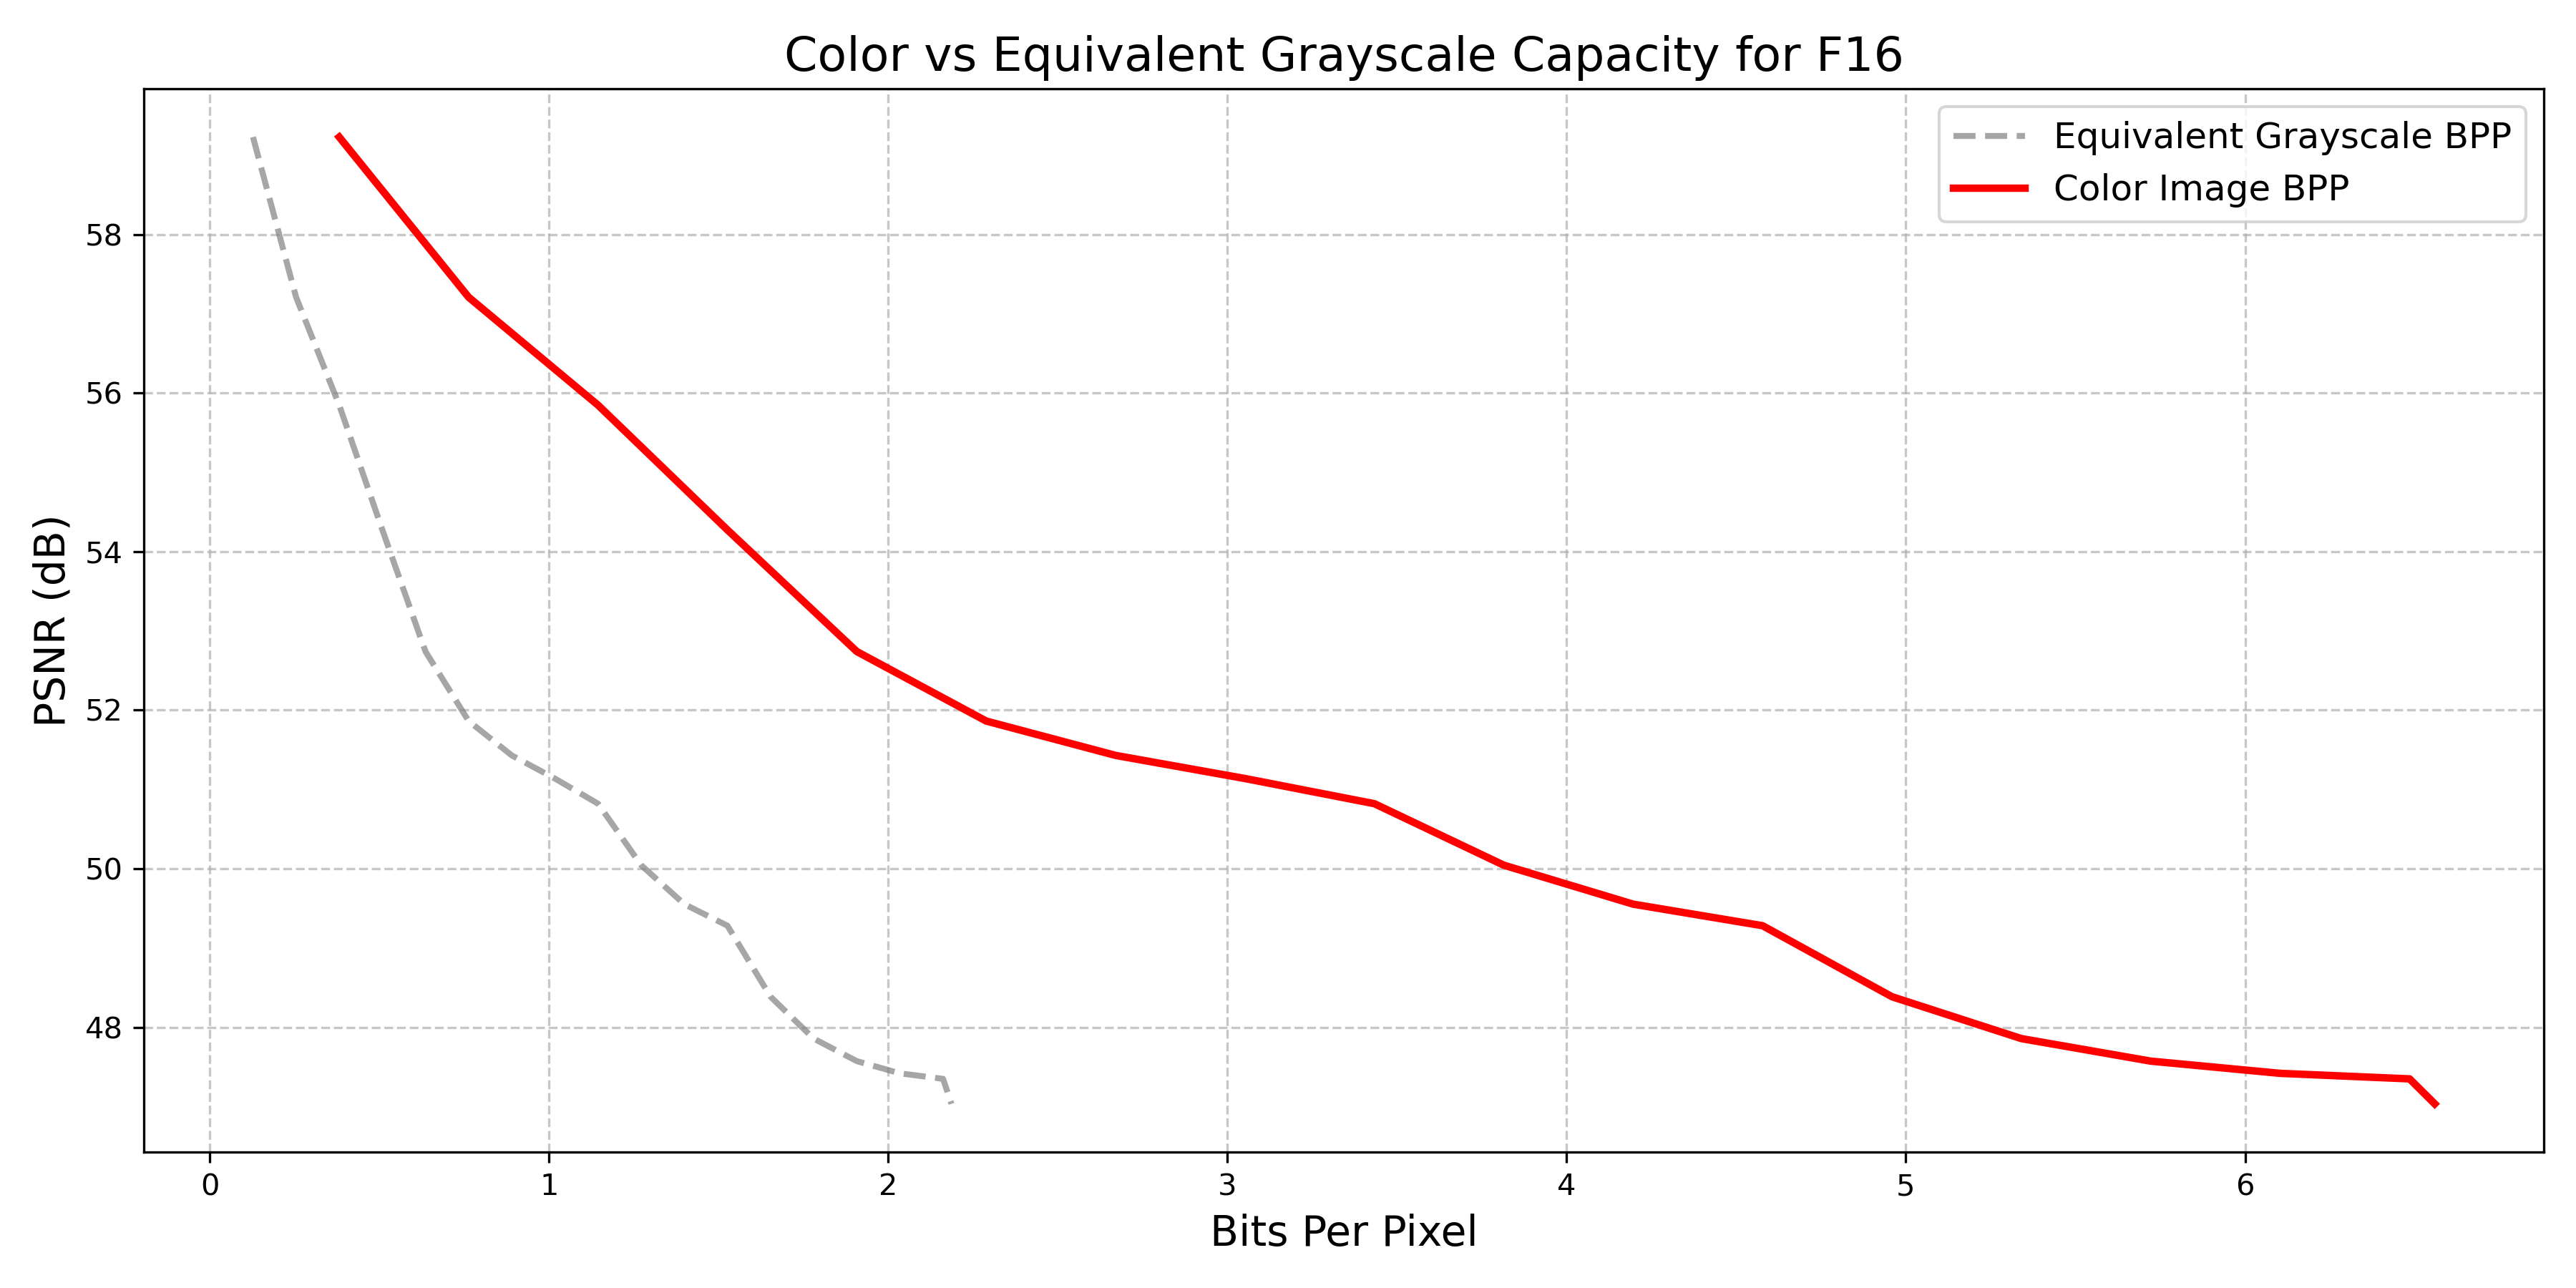 Color vs Equivalent Grayscale Capacity for F16
Equivalent Grayscale BPP
Color Image BPP
PSNR (dB)
58
56
54
52
50
48
0 1 2 3 4 5 6
Bits Per Pixel